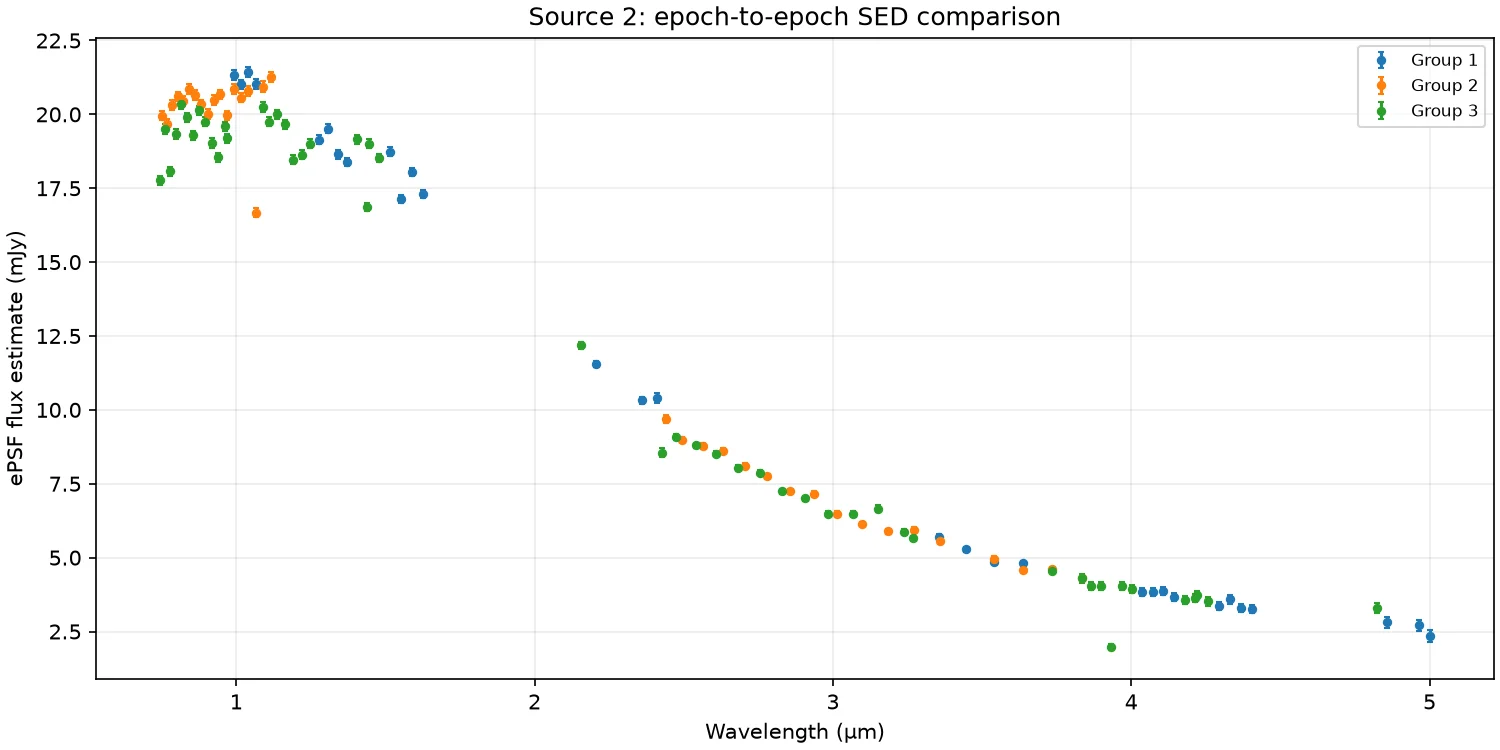 Source 2: epoch-to-epoch SED comparison
22.5
20.0
17.5
15.0
12.5
10.0
7.5
5.0
2.5
ePSF flux estimate (mJy)
Group 1
Group 2
Group 3
1
2
3
4
5
Wavelength (µm)